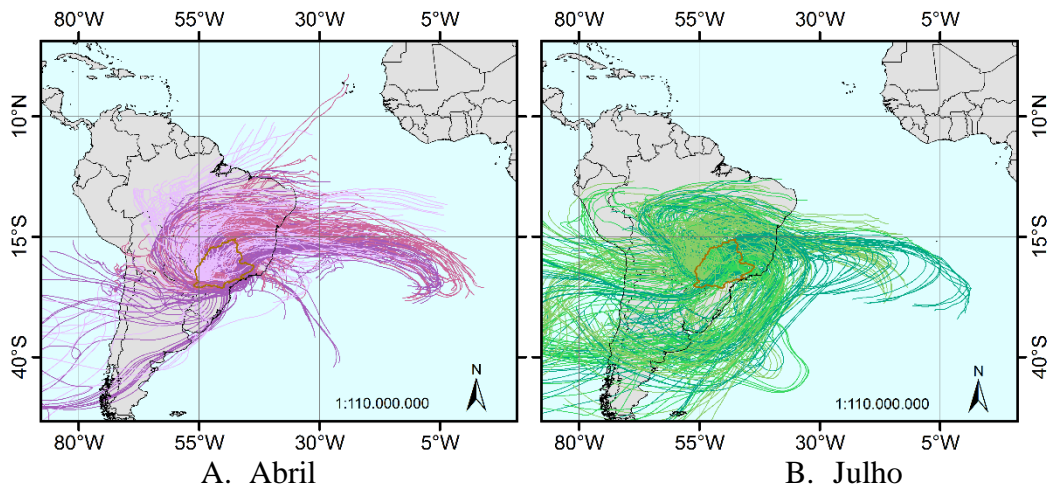 80°W 55°W 30°W 5°W 80°W 55°W 30°W 5°W
10°N 10°N
15°S 15°S
40°S 40°S
N N
1:110.000.000 1:110.000.000
80°W 55°W 30°W 5°W 80°W 55°W 30°W 5°W
A. Abril B. Julho